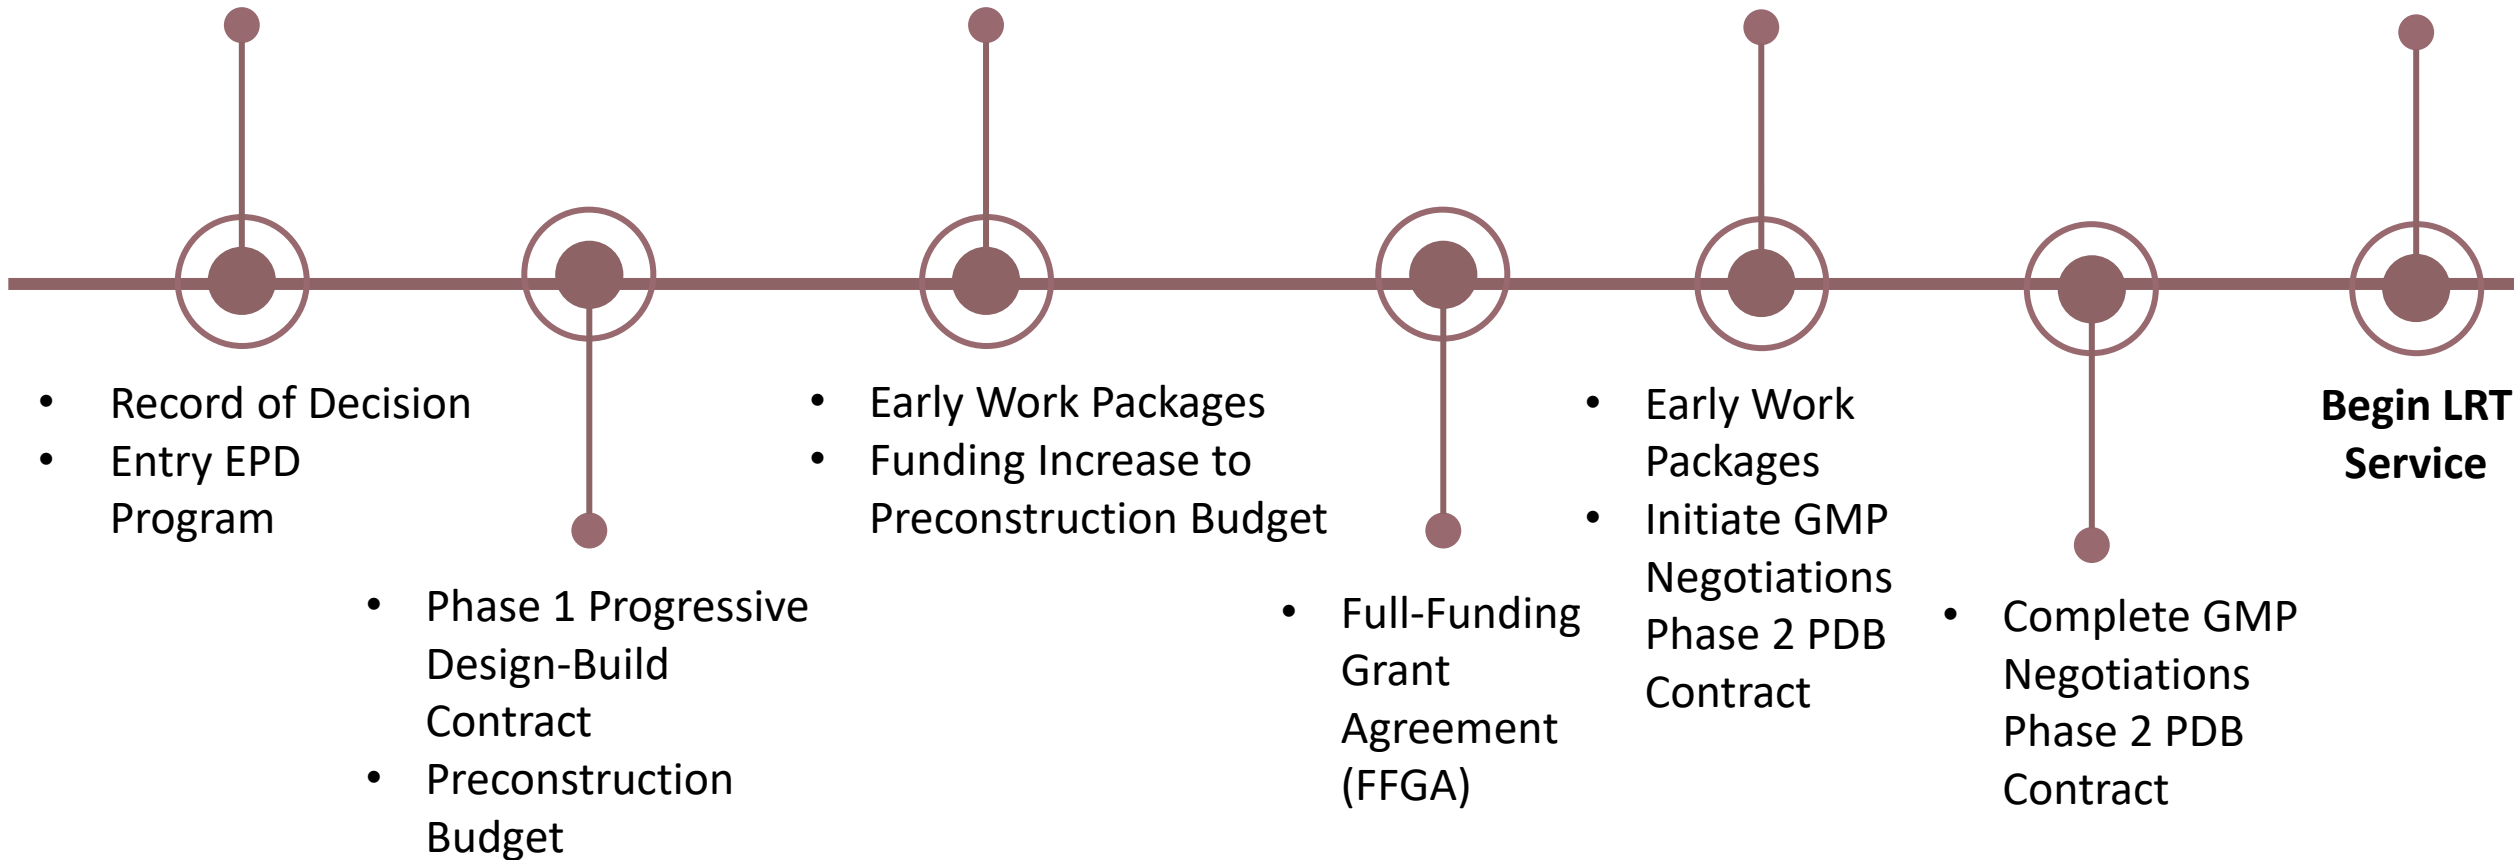 • Record of Decision
• Entry EPD
Program
• Phase 1 Progressive
Design-Build
Contract
• Preconstruction
Budget
• Early Work Packages
• Funding Increase to
Preconstruction Budget
• Full-Funding
Grant
Agreement
(FFGA)
• Early Work
Packages
• Initiate GMP
Negotiations
Phase 2 PDB
Contract
• Complete GMP
Negotiations
Phase 2 PDB
Contract
Begin LRT
Service